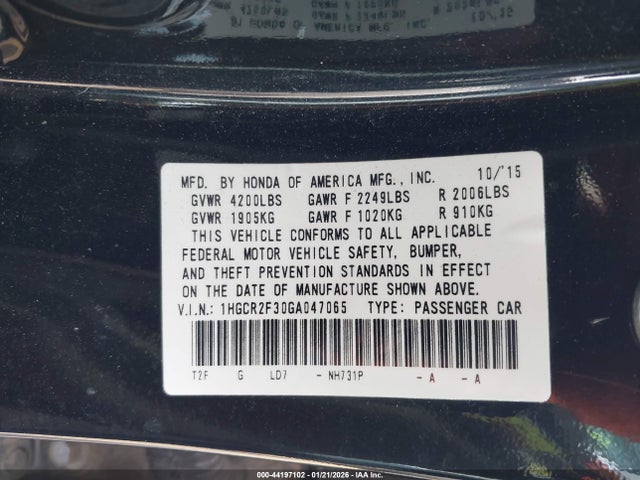 MFD. BY HONDA OF AMERICA MFG., INC. 10/'15
GVWR 4200LBS GAWR F 2249LBS R 2006LBS
GVWR 1905KG GAWR F 1020KG R 910KG
THIS VEHICLE CONFORMS TO ALL APPLICABLE
FEDERAL MOTOR VEHICLE SAFETY, BUMPER,
AND THEFT PREVENTION STANDARDS IN EFFECT
ON THE DATE OF MANUFACTURE SHOWN ABOVE.
V.I.N.: 1HGCR2F30GA047065 TYPE: PASSENGER CAR
T2F G LD7 - NH731P - A - A
000-44197102 - 01/21/2026 - IAA Inc.